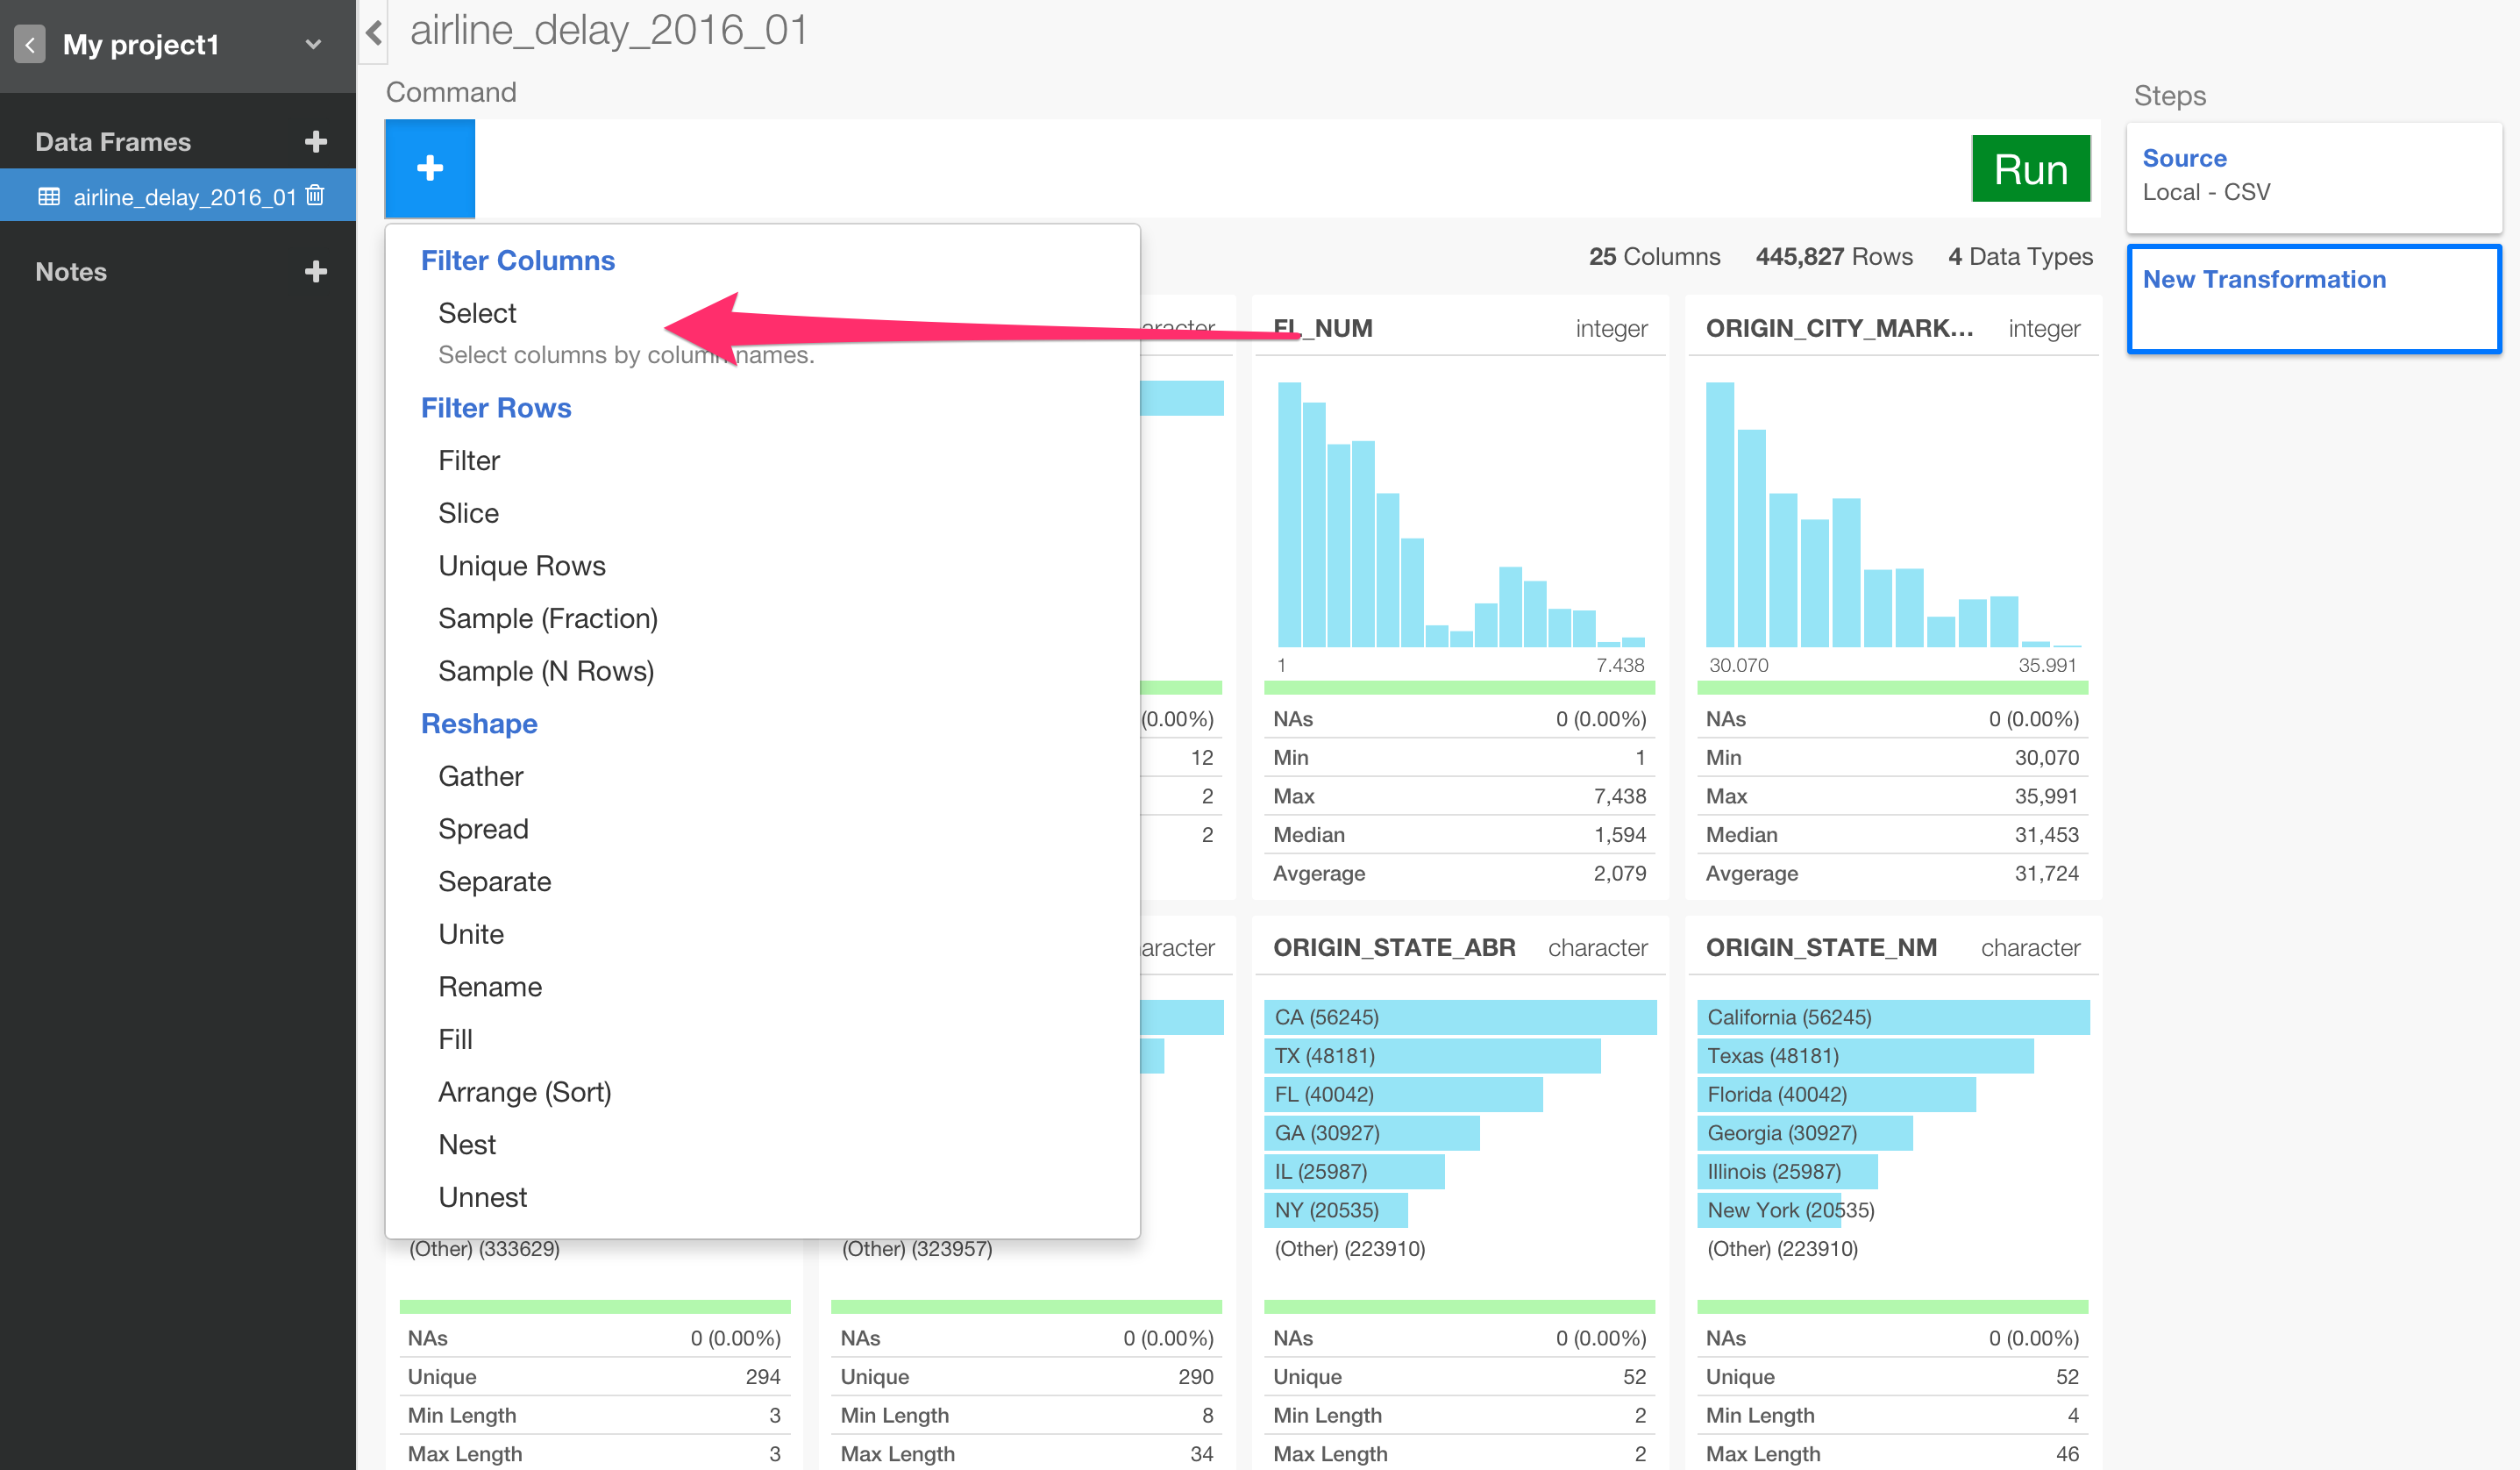 My project1
airline_delay_2016_01
Command
Steps
Data Frames
Run
Source
Local - CSV
airline_delay_2016_01
Notes
25 Columns 445,827 Rows 4 Data Types
New Transformation
Filter Columns
Select
Select columns by column names.
Filter Rows
Filter
Slice
Unique Rows
Sample (Fraction)
Sample (N Rows)
Reshape
Gather
Spread
Separate
Unite
Rename
Fill
Arrange (Sort)
Nest
Unnest
aracter
(0.00%)
12
2
2
FL_NUM integer
1 7.438
NAs 0 (0.00%)
Min 1
Max 7,438
Median 1,594
Avgerage 2,079
ORIGIN_CITY_MARK... integer
30.070 35.991
NAs 0 (0.00%)
Min 30,070
Max 35,991
Median 31,453
Avgerage 31,724
(Other) (333629)
NAs 0 (0.00%)
Unique 294
Min Length 3
Max Length 3
aracter
(Other) (323957)
NAs 0 (0.00%)
Unique 290
Min Length 8
Max Length 34
ORIGIN_STATE_ABR character
CA (56245)
TX (48181)
FL (40042)
GA (30927)
IL (25987)
NY (20535)
(Other) (223910)
NAs 0 (0.00%)
Unique 52
Min Length 2
Max Length 2
ORIGIN_STATE_NM character
California (56245)
Texas (48181)
Florida (40042)
Georgia (30927)
Illinois (25987)
New York (20535)
(Other) (223910)
NAs 0 (0.00%)
Unique 52
Min Length 4
Max Length 46